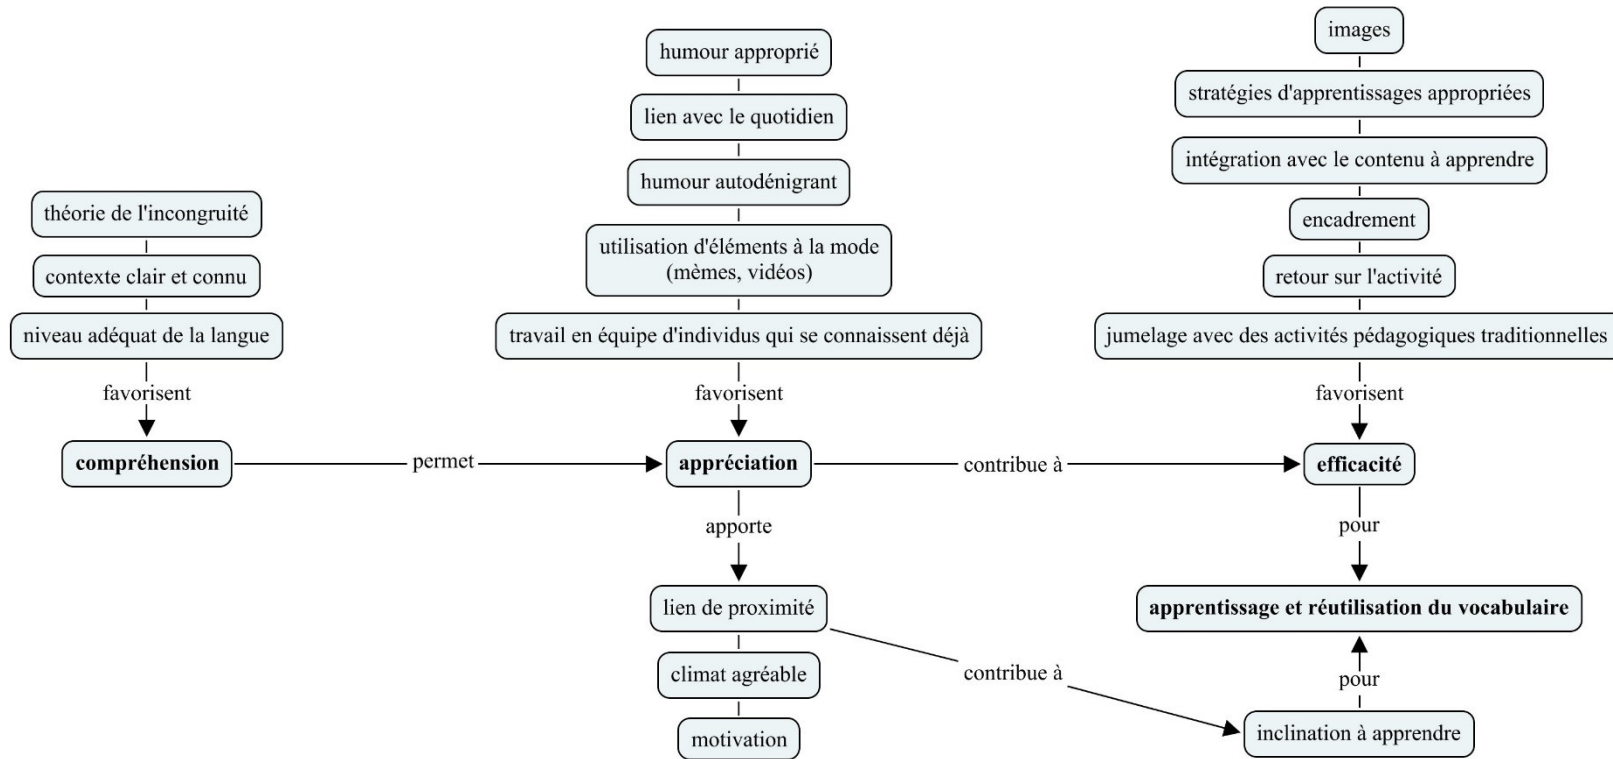 théorie de l'incongruité
contexte clair et connu
niveau adéquat de la langue
favorisent
compréhension
permet
humour approprié
lien avec le quotidien
humour autodénigrant
utilisation d'éléments à la mode
(mèmes, vidéos)
travail en équipe d'individus qui se connaissent déjà
favorisent
appréciation
contribue à
apporte
lien de proximité
climat agréable
motivation
contribue à
images
stratégies d'apprentissages appropriées
intégration avec le contenu à apprendre
encadrement
retour sur l'activité
jumelage avec des activités pédagogiques traditionnelles
favorisent
efficacité
pour
apprentissage et réutilisation du vocabulaire
pour
inclination à apprendre